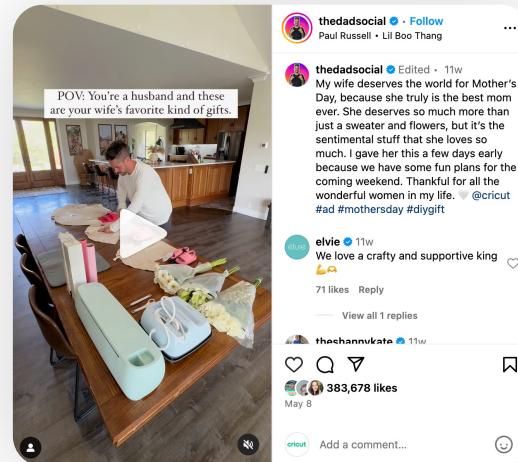 POV: You're a husband and these
are your wife's favorite kind of gifts.
thedadsocial • Follow
Paul Russell • Lil Boo Thang
thedadsocial Edited • 11w
My wife deserves the world for Mother's
Day, because she truly is the best mom
ever. She deserves so much more than
just a sweater and flowers, but it's the
sentimental stuff that she loves so
much. I gave her this a few days early
because we have some fun plans for the
coming weekend. Thankful for all the
wonderful women in my life. 🤍 @cricut
#ad #mothersday #diygift
elvie
elvie 11w
We love a crafty and supportive king
💪🫶
71 likes Reply
View all 1 replies
theshannykate 11w
383,678 likes
May 8
cricut
Add a comment...